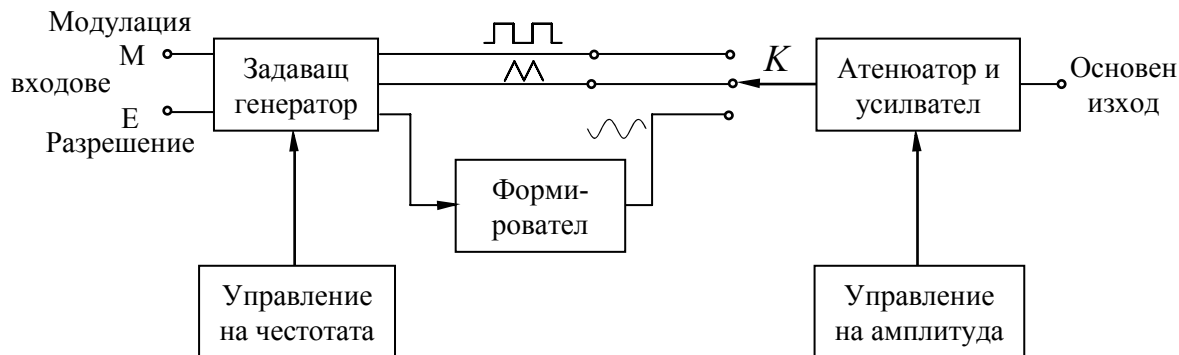 Модулация
М
входове
Е
Разрешение
Задаващ
генератор
K
Атенюатор и
усилвател
Основен
изход
Форми-
ровател
Управление
на честотата
Управление
на амплитуда